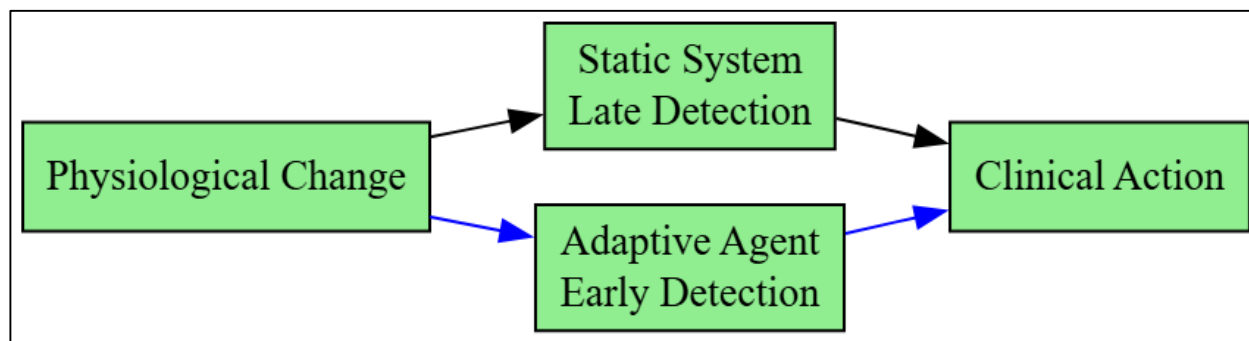 Physiological Change
Static System
Late Detection
Adaptive Agent
Early Detection
Clinical Action